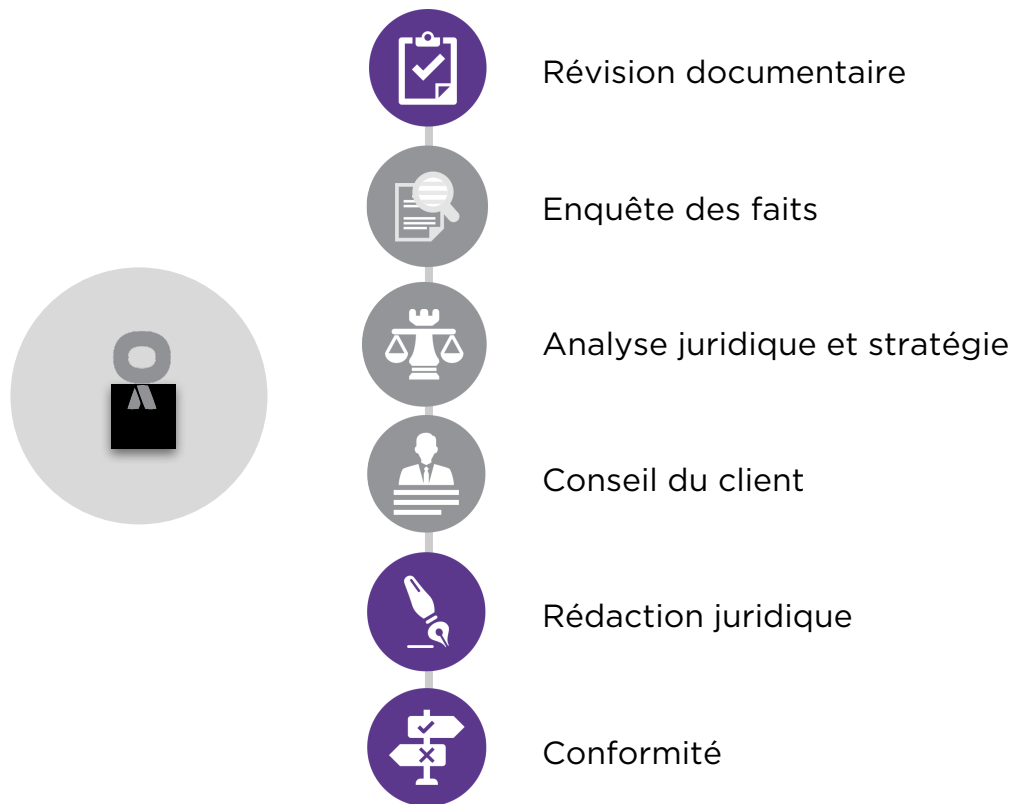 Révision documentaire
Enquête des faits
Analyse juridique et stratégie
Conseil du client
Rédaction juridique
Conformité